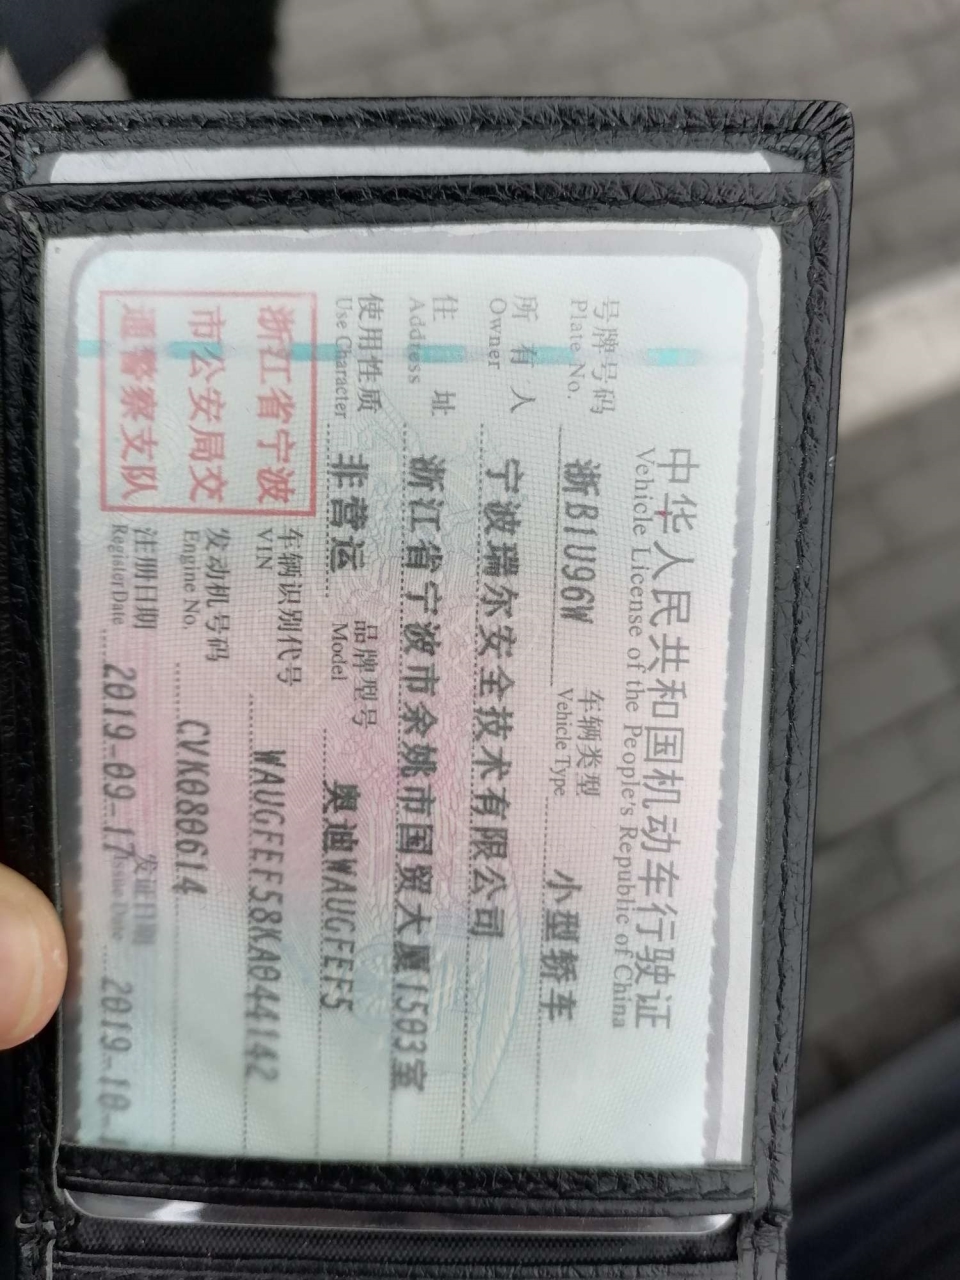 中华人民共和国机动车行驶证
Vehicle License of the People's Republic of China
号牌号码 浙B1U96W 车辆类型 小型轿车
Plate No. Vehicle Type
所有人 宁波瑞尔安全技术有限公司
Owner
住址 浙江省宁波市余姚市国贸大厦1503室
Address
使用性质 非营运 品牌型号 奥迪WAUGFEF5
Use Character Model
浙江省宁波
市公安局交
通警察支队
车辆识别代号 WAUGFEF58KA044142
VIN
发动机号码 CVK080614
Engine No.
注册日期 2019-09-17 发证日期 2019-10-
Register Date Issue Date